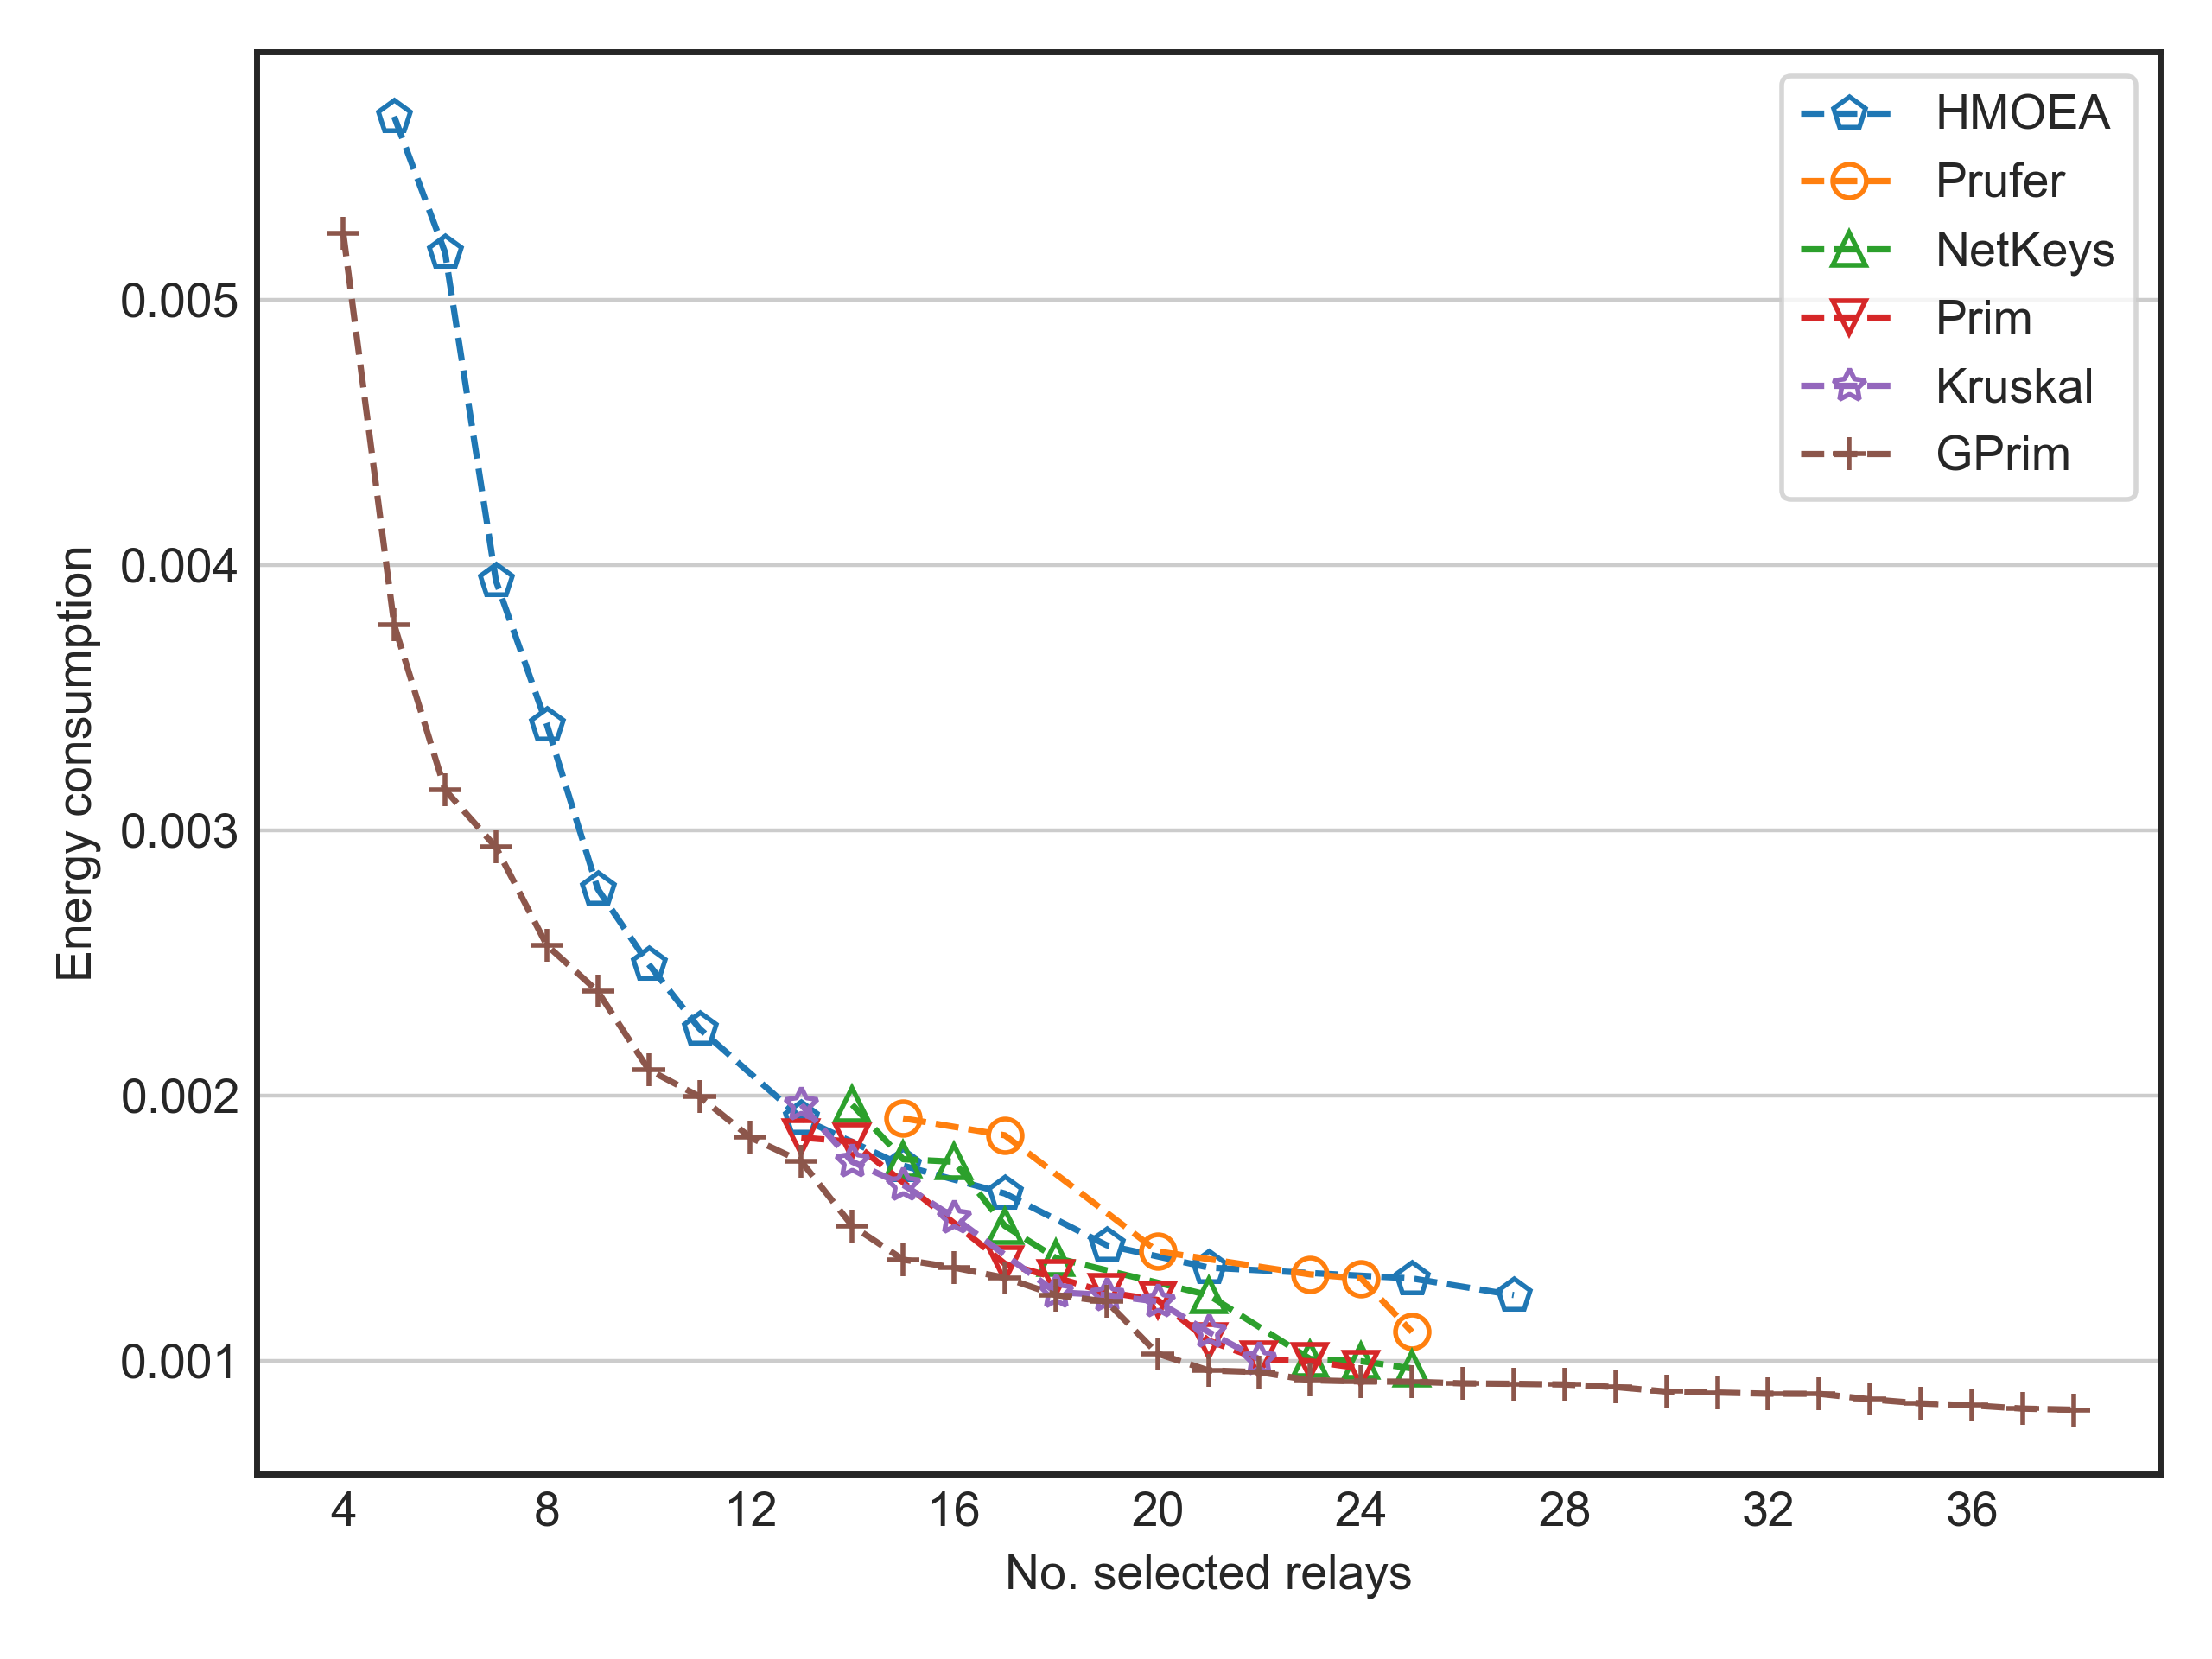 HMOEA
Prufer
NetKeys
Prim
Kruskal
GPrim
Energy consumption
0.005
0.004
0.003
0.002
0.001
4 8 12 16 20 24 28 32 36
No. selected relays